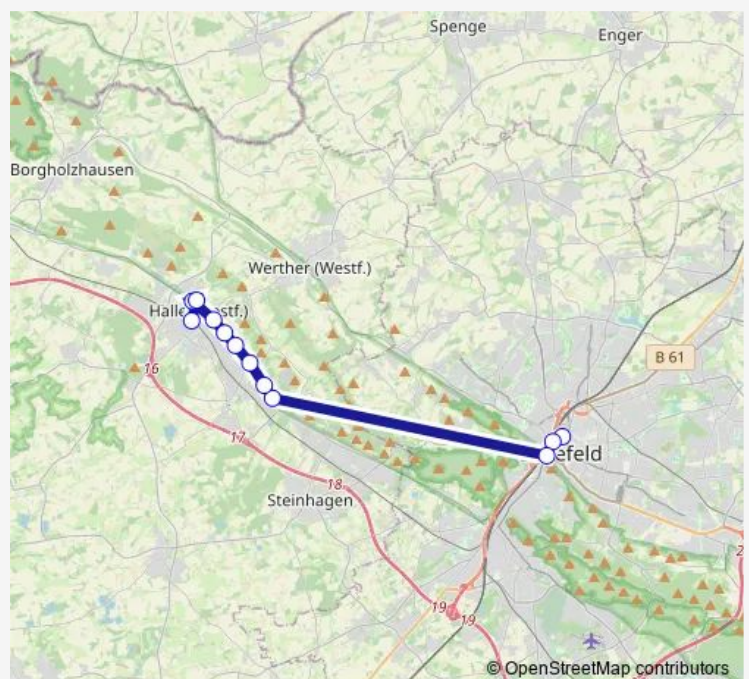 Spenge
Enger
Borgholzhausen
Werther (Westf.)
Halle stf.)
16
B 61
17
efeld
18
Steinhagen
2
19
19
© OpenStreetMap contributors